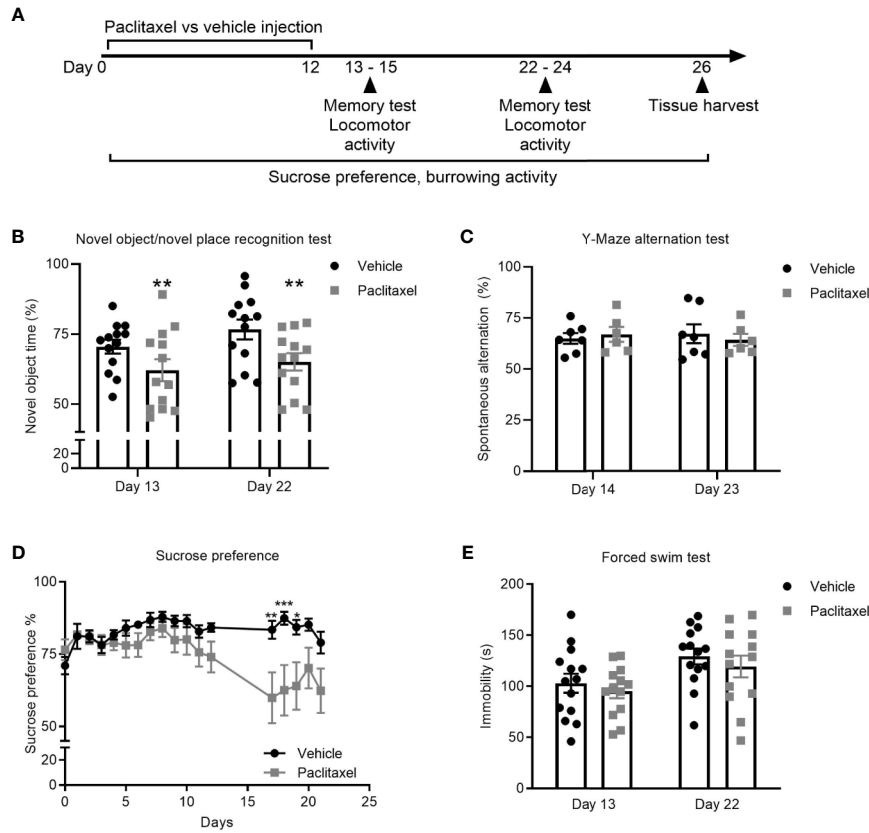 A
Paclitaxel vs vehicle injection
Day 0 12 13 - 15 22 - 24 26
Memory test Memory test Tissue harvest
Locomotor Locomotor
activity activity
Sucrose preference, burrowing activity
B
Novel object/novel place recognition test
Vehicle
Paclitaxel
Novel object time (%)
100
75
50
20
0
** **
Day 13 Day 22
C
Y-Maze alternation test
Vehicle
Paclitaxel
Spontaneous alternation (%)
100
75
50
25
0
Day 14 Day 23
D
Sucrose preference
Sucrose preference %
100
75
50
20
0
***
** *
Vehicle
Paclitaxel
0 5 10 15 20 25
Days
E
Forced swim test
Vehicle
Paclitaxel
Immobility (s)
200
150
100
50
0
Day 13 Day 22